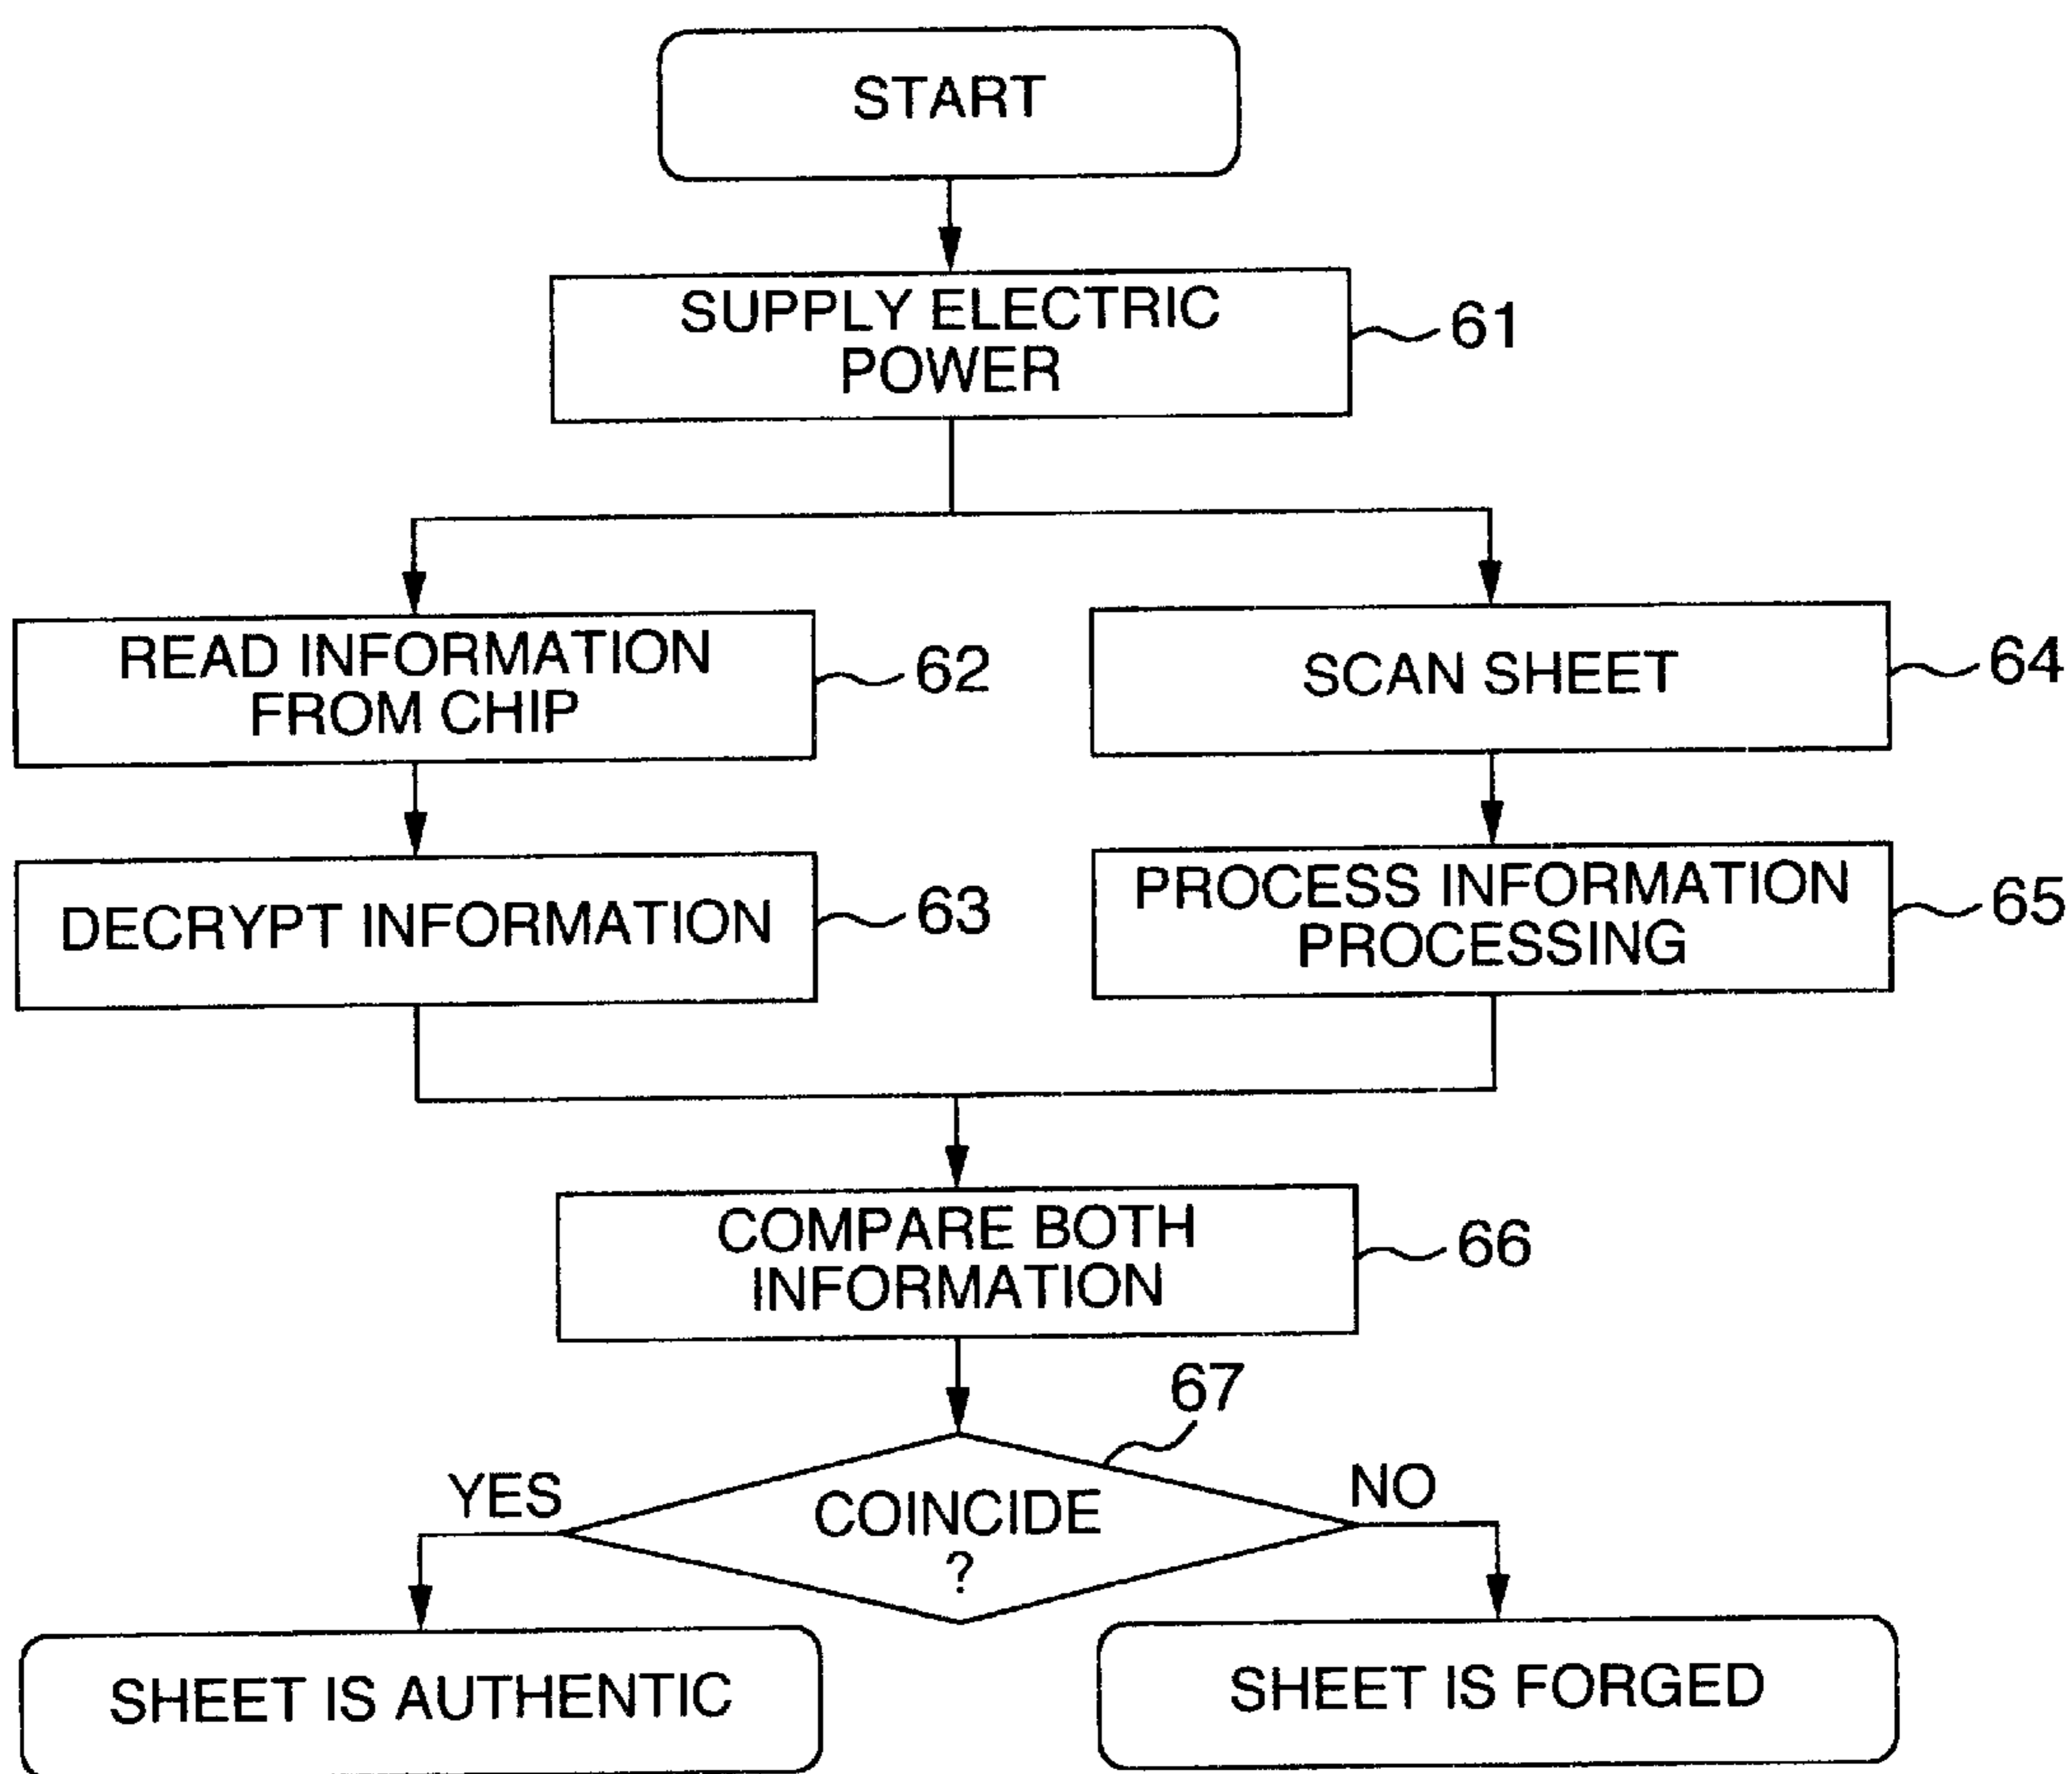 START
SUPPLY ELECTRIC
POWER
61
READ INFORMATION
FROM CHIP
62
SCAN SHEET
64
DECRYPT INFORMATION
63
PROCESS INFORMATION
PROCESSING
65
COMPARE BOTH
INFORMATION
66
67
YES
COINCIDE
?
NO
SHEET IS AUTHENTIC
SHEET IS FORGED